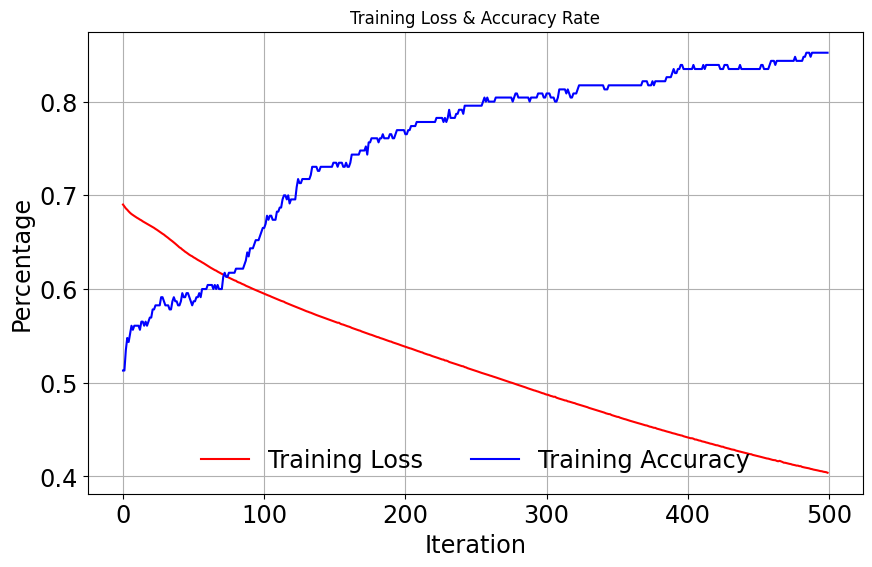 Training Loss & Accuracy Rate
Percentage
0.8
0.7
0.6
0.5
0.4
Training Loss
Training Accuracy
0 100 200 300 400 500
Iteration